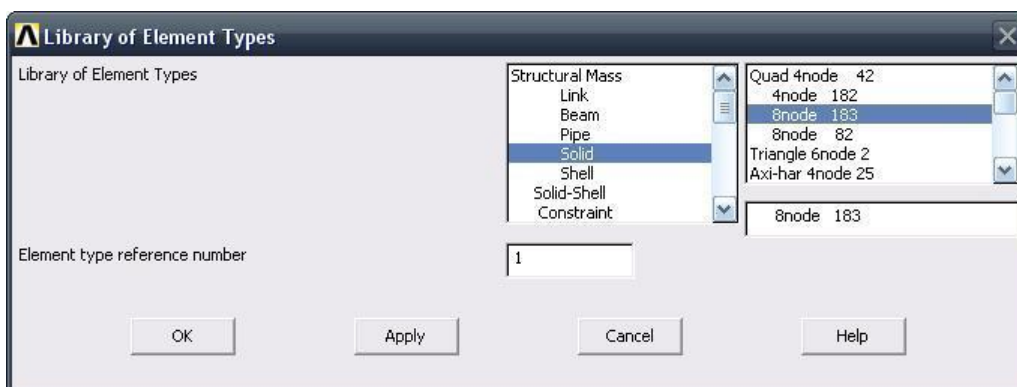 Library of Element Types
Library of Element Types
Structural Mass
Link
Beam
Pipe
Solid
Shell
Solid-Shell
Constraint
Quad 4node 42
4node 182
8node 183
8node 82
Triangle 6node 2
Axi-har 4node 25
8node 183
Element type reference number
1
OK
Apply
Cancel
Help